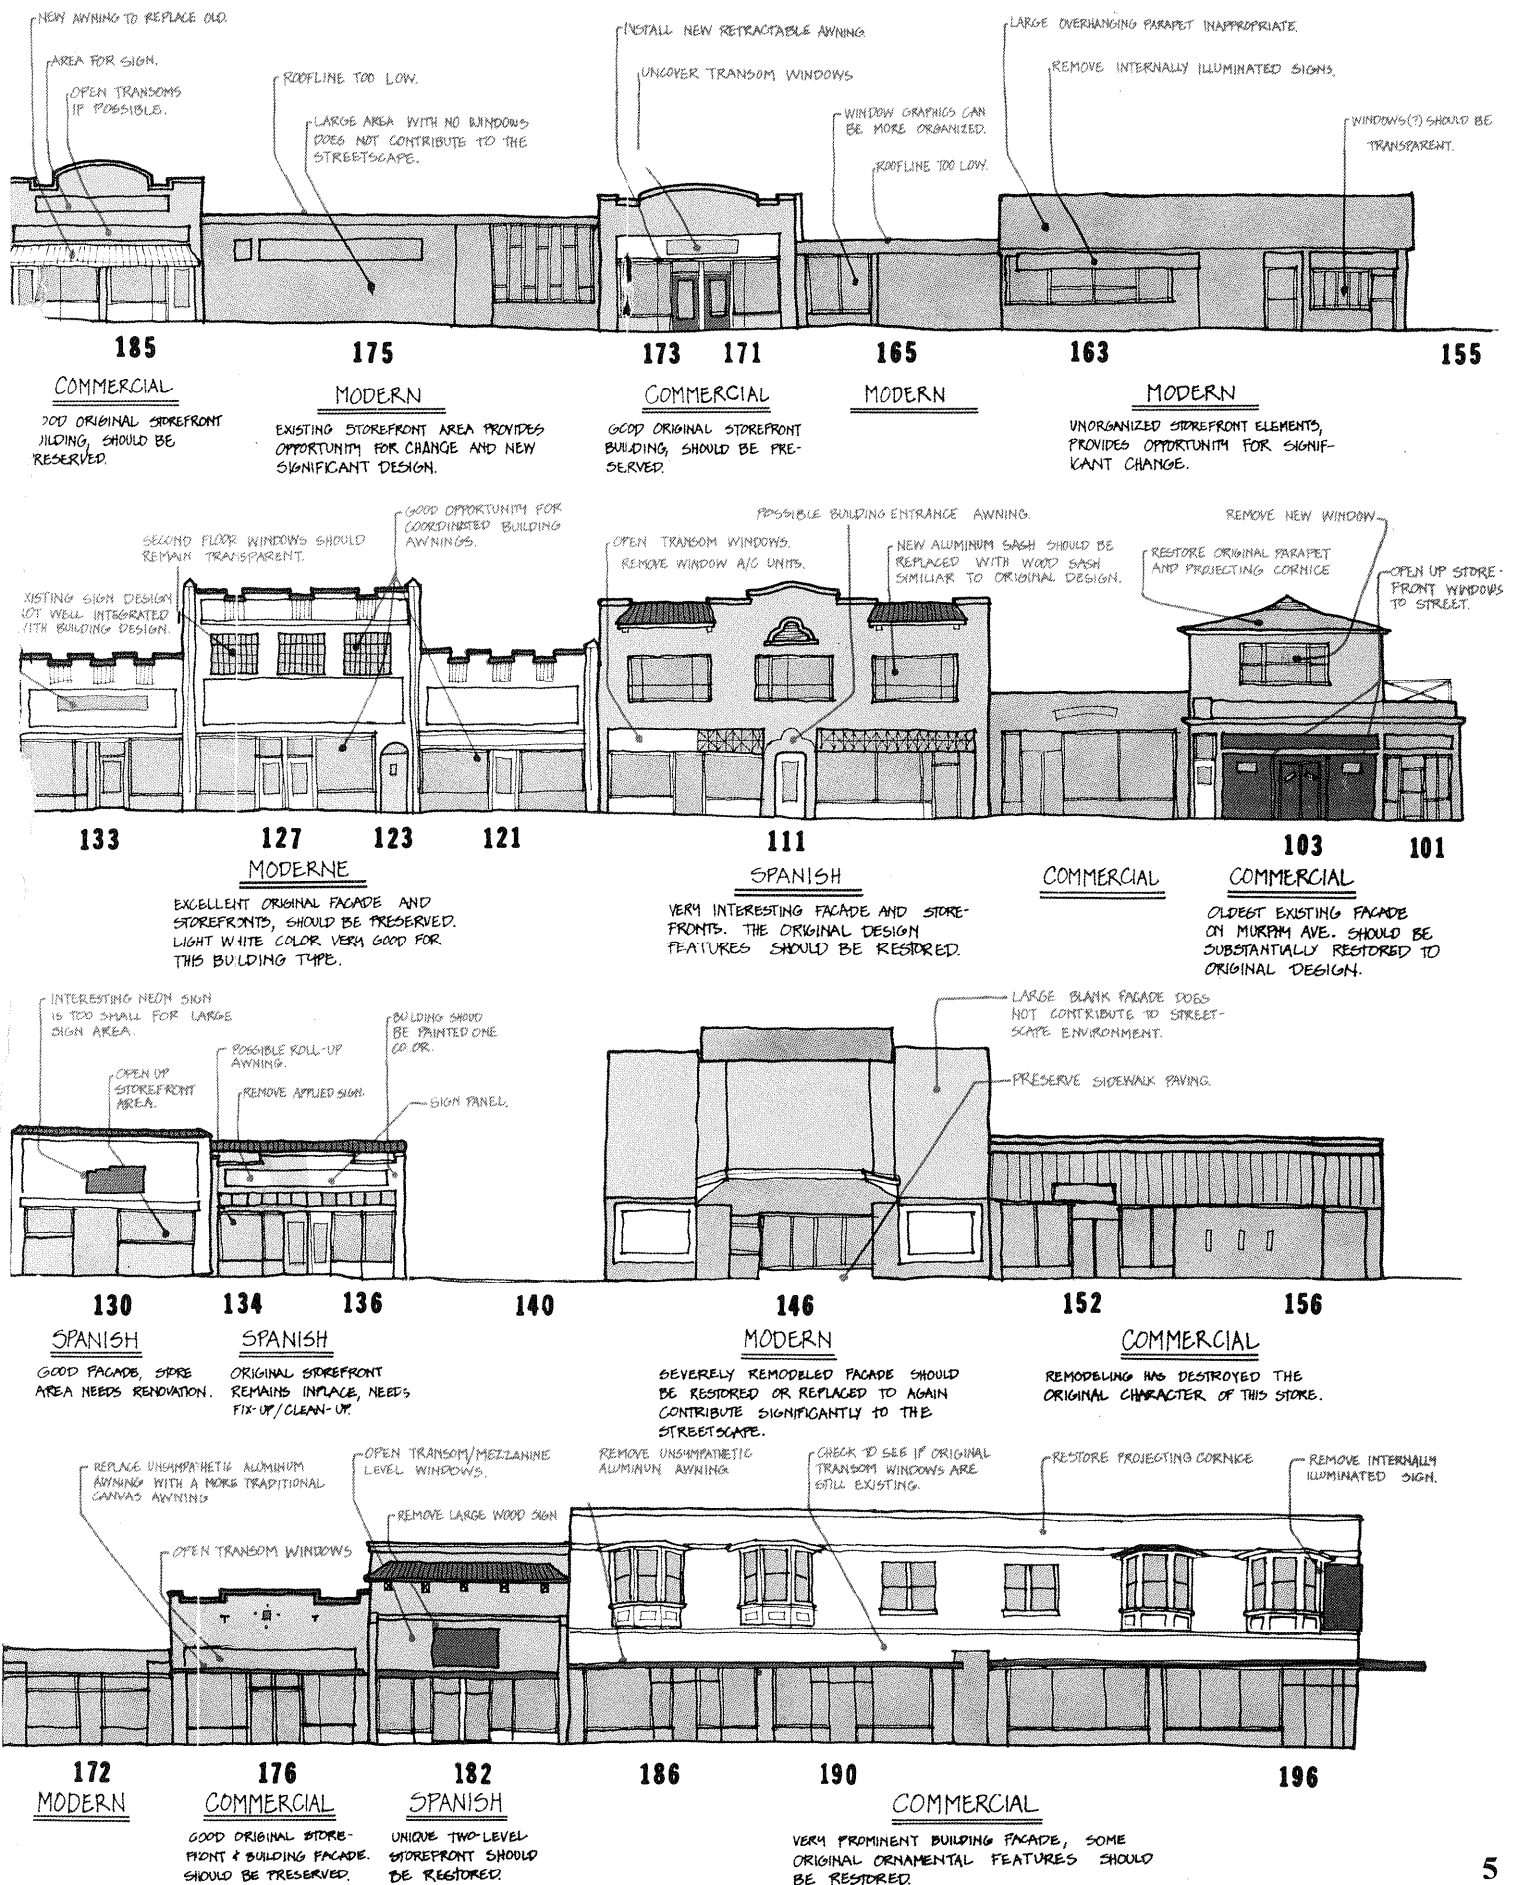 NEW AWNING TO REPLACE OLD.
AREA FOR SIGN.
OPEN TRANSOMS
IF POSSIBLE.
ROOFLINE TOO LOW.
LARGE AREA WITH NO WINDOWS
DOES NOT CONTRIBUTE TO THE
STREETSCAPE.
INSTALL NEW RETRACTABLE AWNING.
UNCOVER TRANSOM WINDOWS
WINDOW GRAPHICS CAN
BE MORE ORGANIZED.
ROOFLINE TOO LOW.
LARGE OVERHANGING PARAPET INAPPROPRIATE.
REMOVE INTERNALLY ILLUMINATED SIGNS.
WINDOWS(?) SHOULD BE
TRANSPARENT.
185
175
173
171
165
163
155
COMMERCIAL
OOD ORIGINAL STOREFRONT
ILDING, SHOULD BE
RESERVED.
MODERN
EXISTING STOREFRONT AREA PROVIDES
OPPORTUNITY FOR CHANGE AND NEW
SIGNIFICANT DESIGN.
COMMERCIAL
GOOD ORIGINAL STOREFRONT
BUILDING, SHOULD BE PRE-
SERVED.
MODERN
MODERN
UNORGANIZED STOREFRONT ELEMENTS,
PROVIDES OPPORTUNITY FOR SIGNIF-
ICANT CHANGE.
XISTING SIGN DESIGN
NOT WELL INTEGRATED
WITH BUILDING DESIGN.
SECOND FLOOR WINDOWS SHOULD
REMAIN TRANSPARENT.
GOOD OPPORTUNITY FOR
COORDINATED BUILDING
AWNINGS.
OPEN TRANSOM WINDOWS.
REMOVE WINDOW A/C UNITS.
POSSIBLE BUILDING ENTRANCE AWNING.
NEW ALUMINUM SASH SHOULD BE
REPLACED WITH WOOD SASH
SIMILIAR TO ORIGINAL DESIGN.
REMOVE NEW WINDOW
RESTORE ORIGINAL PARAPET
AND PROJECTING CORNICE
OPEN UP STORE-
FRONT WINDOWS
TO STREET.
133
127
123
121
111
103
101
MODERNE
EXCELLENT ORIGINAL FACADE AND
STOREFRONTS, SHOULD BE PRESERVED.
LIGHT WHITE COLOR VERY GOOD FOR
THIS BUILDING TYPE.
SPANISH
VERY INTERESTING FACADE AND STORE-
FRONTS. THE ORIGINAL DESIGN
FEATURES SHOULD BE RESTORED.
COMMERCIAL
COMMERCIAL
OLDEST EXISTING FACADE
ON MURPHY AVE. SHOULD BE
SUBSTANTIALLY RESTORED TO
ORIGINAL DESIGN.
INTERESTING NEON SIGN
IS TOO SMALL FOR LARGE
SIGN AREA.
OPEN UP
STOREFRONT
AREA.
POSSIBLE ROLL-UP
AWNING.
REMOVE APPLIED SIGN.
BUILDING SHOUD
BE PAINTED ONE
COLOR.
SIGN PANEL.
LARGE BLANK FACADE DOES
NOT CONTRIBUTE TO STREET-
SCAPE ENVIRONMENT.
PRESERVE SIDEWALK PAVING.
130
134
136
140
146
152
156
SPANISH
GOOD FACADE, STORE
AREA NEEDS RENOVATION.
SPANISH
ORIGINAL STOREFRONT
REMAINS INPLACE, NEEDS
FIX-UP/CLEAN-UP.
MODERN
SEVERELY REMODELED FACADE SHOULD
BE RESTORED OR REPLACED TO AGAIN
CONTRIBUTE SIGNIFICANTLY TO THE
STREETSCAPE.
COMMERCIAL
REMODELING HAS DESTROYED THE
ORIGINAL CHARACTER OF THIS STORE.
REPLACE UNSYMPATHETIC ALUMINUM
AWNING WITH A MORE TRADITIONAL
CANVAS AWNING
OPEN TRANSOM WINDOWS
OPEN TRANSOM/MEZZANINE
LEVEL WINDOWS.
REMOVE LARGE WOOD SIGN
REMOVE UNSYMPATHETIC
ALUMINUN AWNING.
CHECK TO SEE IF ORIGINAL
TRANSOM WINDOWS ARE
STILL EXISTING.
RESTORE PROJECTING CORNICE
REMOVE INTERNALLY
ILLUMINATED SIGN.
172
176
182
186
190
196
MODERN
COMMERCIAL
GOOD ORIGINAL STORE-
FRONT & BUILDING FACADE.
SHOULD BE PRESERVED.
SPANISH
UNIQUE TWO-LEVEL
STOREFRONT SHOULD
BE RESTORED.
COMMERCIAL
VERY PROMINENT BUILDING FACADE, SOME
ORIGINAL ORNAMENTAL FEATURES SHOULD
BE RESTORED.
5